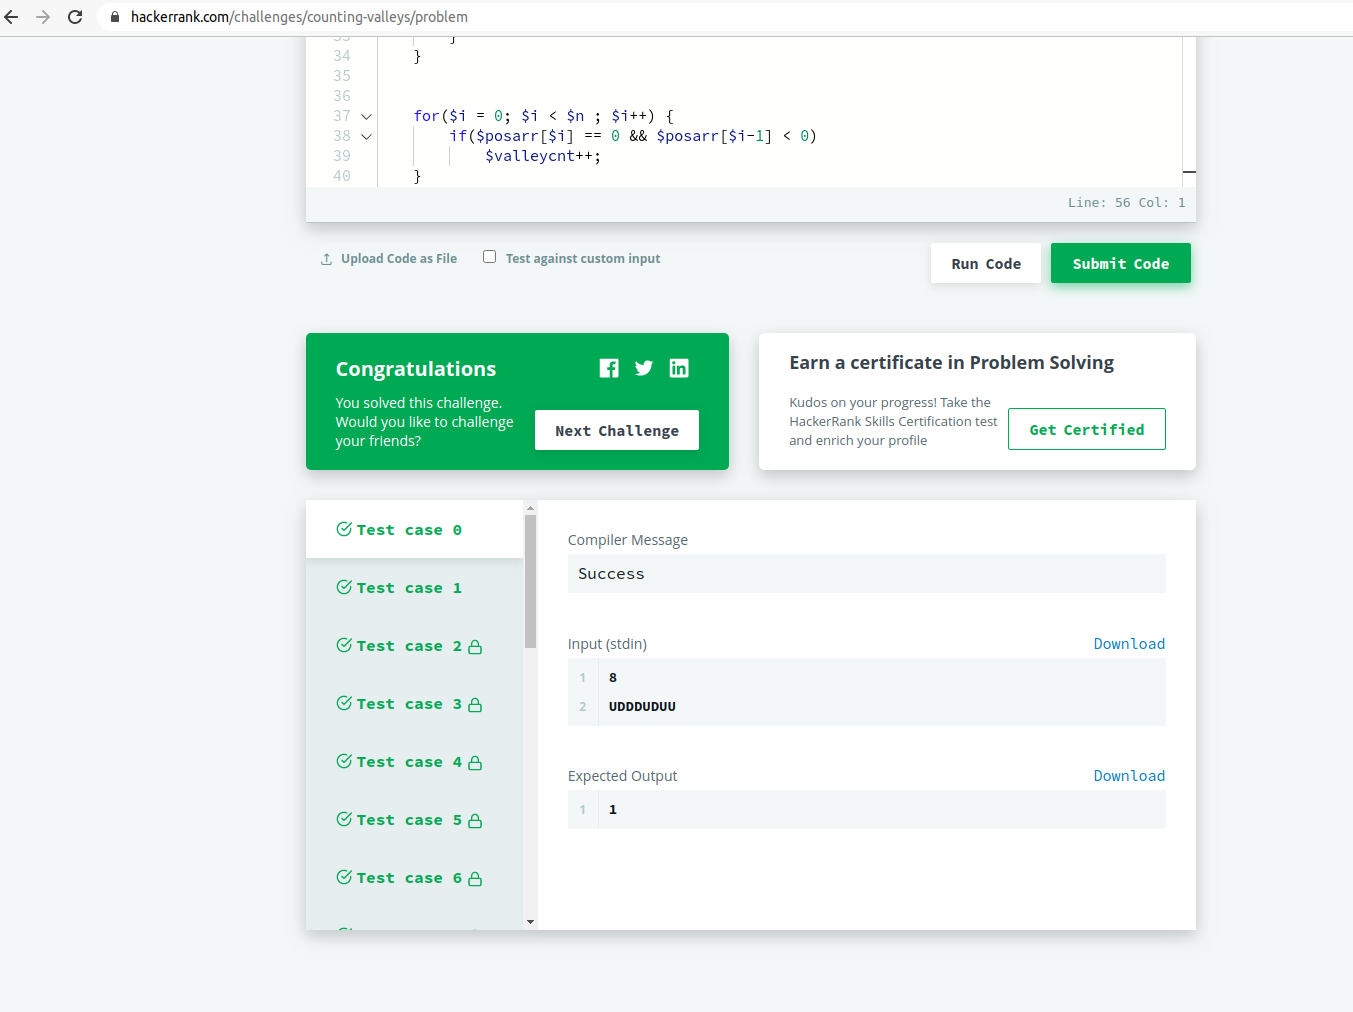 hackerrank.com/challenges/counting-valleys/problem
33 }
34 }
35
36
37 for($i = 0; $i < $n ; $i++) {
38 if($posarr[$i] == 0 && $posarr[$i-1] < 0)
39 $valleycnt++;
40 }
Line: 56 Col: 1
Upload Code as File
Test against custom input
Run Code
Submit Code
Congratulations
You solved this challenge.
Would you like to challenge
your friends?
Next Challenge
Earn a certificate in Problem Solving
Kudos on your progress! Take the
HackerRank Skills Certification test
and enrich your profile
Get Certified
Test case 0
Test case 1
Test case 2
Test case 3
Test case 4
Test case 5
Test case 6
Compiler Message
Success
Input (stdin)
Download
1 8
2 UDDDUDUU
Expected Output
Download
1 1